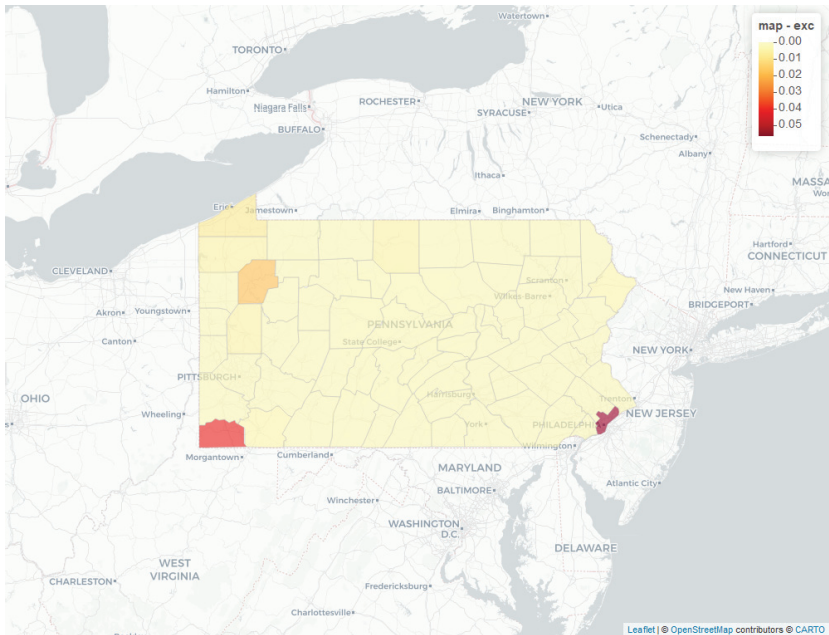 Watertown
map - exc
0.00
0.01
0.02
0.03
0.04
0.05
TORONTO
Hamilton
Niagara Falls
ROCHESTER
NEW YORK
Utica
SYRACUSE
BUFFALO
Schenectady
Albany
Ithaca
MASSA
Erie
Jamestown
Elmira
Binghamton
Hartford
CONNECTICUT
CLEVELAND
Scranton
New Haven
Wilkes-Barre
BRIDGEPORT
Akron
Youngstown
PENNSYLVANIA
Canton
State College
NEW YORK
PITTSBURGH
OHIO
Harrisburg
Trenton
Wheeling
York
PHILADELPHI
NEW JERSEY
Wilmington
Morgantown
Cumberland
MARYLAND
Atlantic City
BALTIMORE
Winchester
WASHINGTON
D.C.
DELAWARE
WEST
VIRGINIA
CHARLESTON
Fredericksburg
Charlottesville
Leaflet | © OpenStreetMap contributors © CARTO